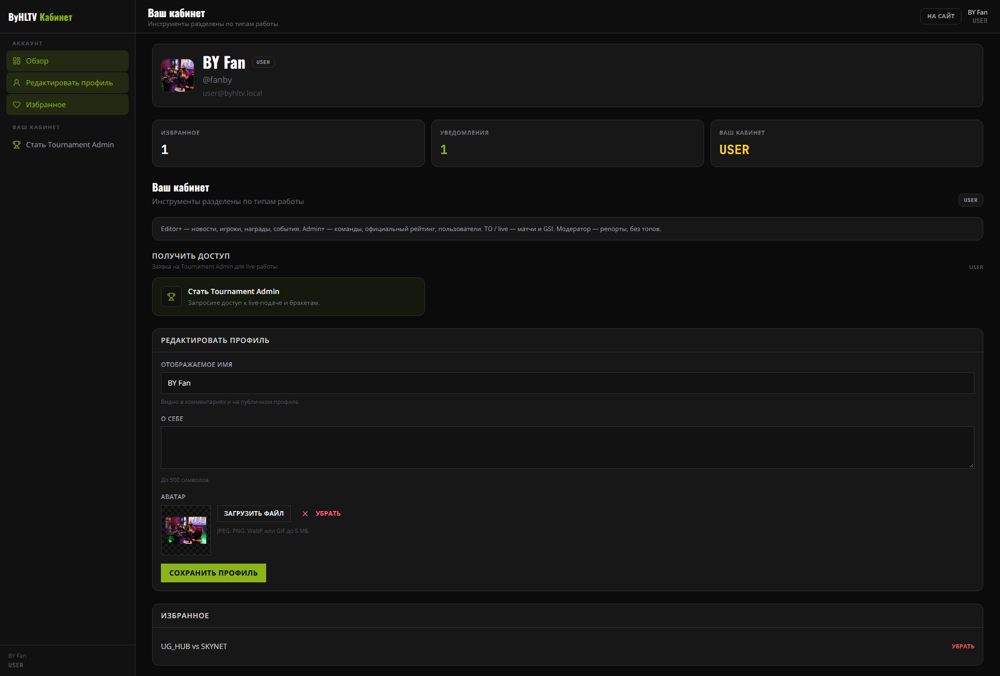 ByHLTV Кабинет
АККАУНТ
Обзор
Редактировать профиль
Избранное
ВАШ КАБИНЕТ
Стать Tournament Admin
BY Fan
USER
Ваш кабинет
Инструменты разделены по типам работы
НА САЙТ
BY Fan
USER
BY Fan
USER
@fanby
user@byhltv.local
ИЗБРАННОЕ
1
УВЕДОМЛЕНИЯ
1
ВАШ КАБИНЕТ
USER
Ваш кабинет
Инструменты разделены по типам работы
USER
Editor+ — новости, игроки, награды, события. Admin+ — команды, официальный рейтинг, пользователи. TO / live — матчи и GSI. Модератор — репорты, без топов.
ПОЛУЧИТЬ ДОСТУП
Заявка на Tournament Admin для live-работы.
USER
Стать Tournament Admin
Запросите доступ к live-подаче и бракетам.
РЕДАКТИРОВАТЬ ПРОФИЛЬ
ОТОБРАЖАЕМОЕ ИМЯ
BY Fan
Видно в комментариях и на публичном профиле.
О СЕБЕ
До 500 символов.
АВАТАР
ЗАГРУЗИТЬ ФАЙЛ
УБРАТЬ
JPEG, PNG, WebP или GIF до 5 МБ.
СОХРАНИТЬ ПРОФИЛЬ
ИЗБРАННОЕ
UG_HUB vs SKYNET
УБРАТЬ